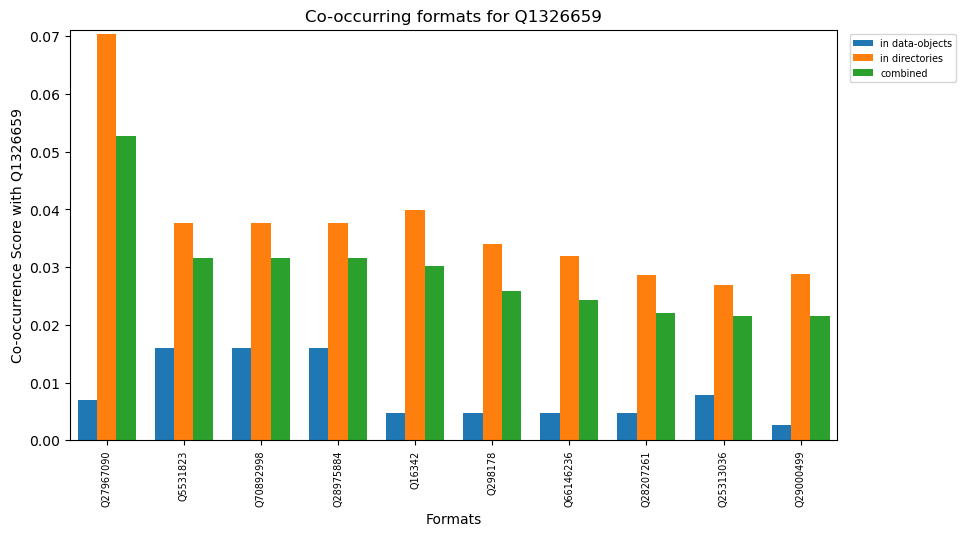 Co-occurring formats for Q1326659
Co-occurrence Score with Q1326659
0.07
0.06
0.05
0.04
0.03
0.02
0.01
0.00
Q27967090
Q5531823
Q70892998
Q28975884
Q16342
Q298178
Q66146236
Q28207261
Q25313036
Q29000499
Formats
in data-objects
in directories
combined